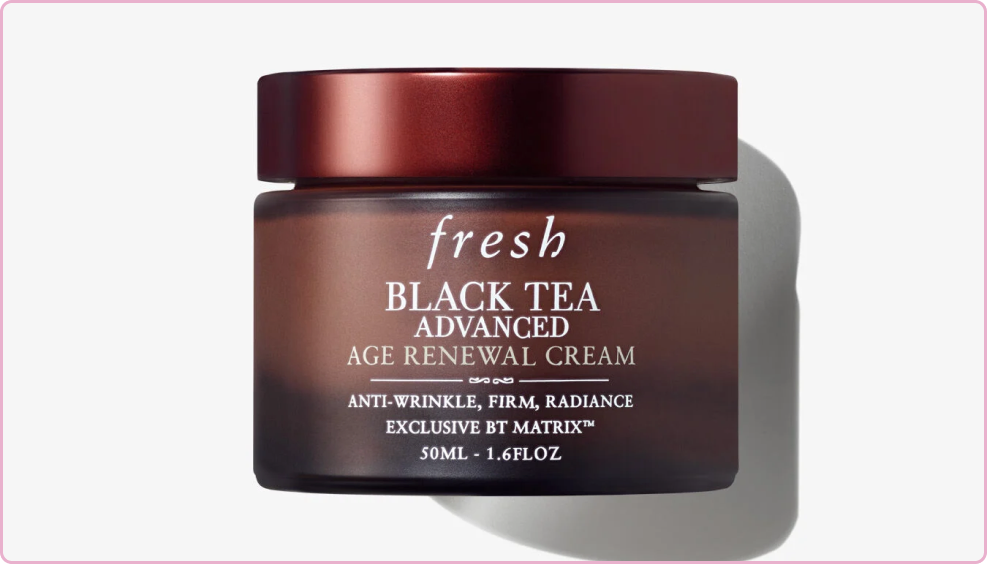 fresh
BLACK TEA
ADVANCED
AGE RENEWAL CREAM
ANTI-WRINKLE, FIRM, RADIANCE
EXCLUSIVE BT MATRIX™
50ML - 1.6FLOZ